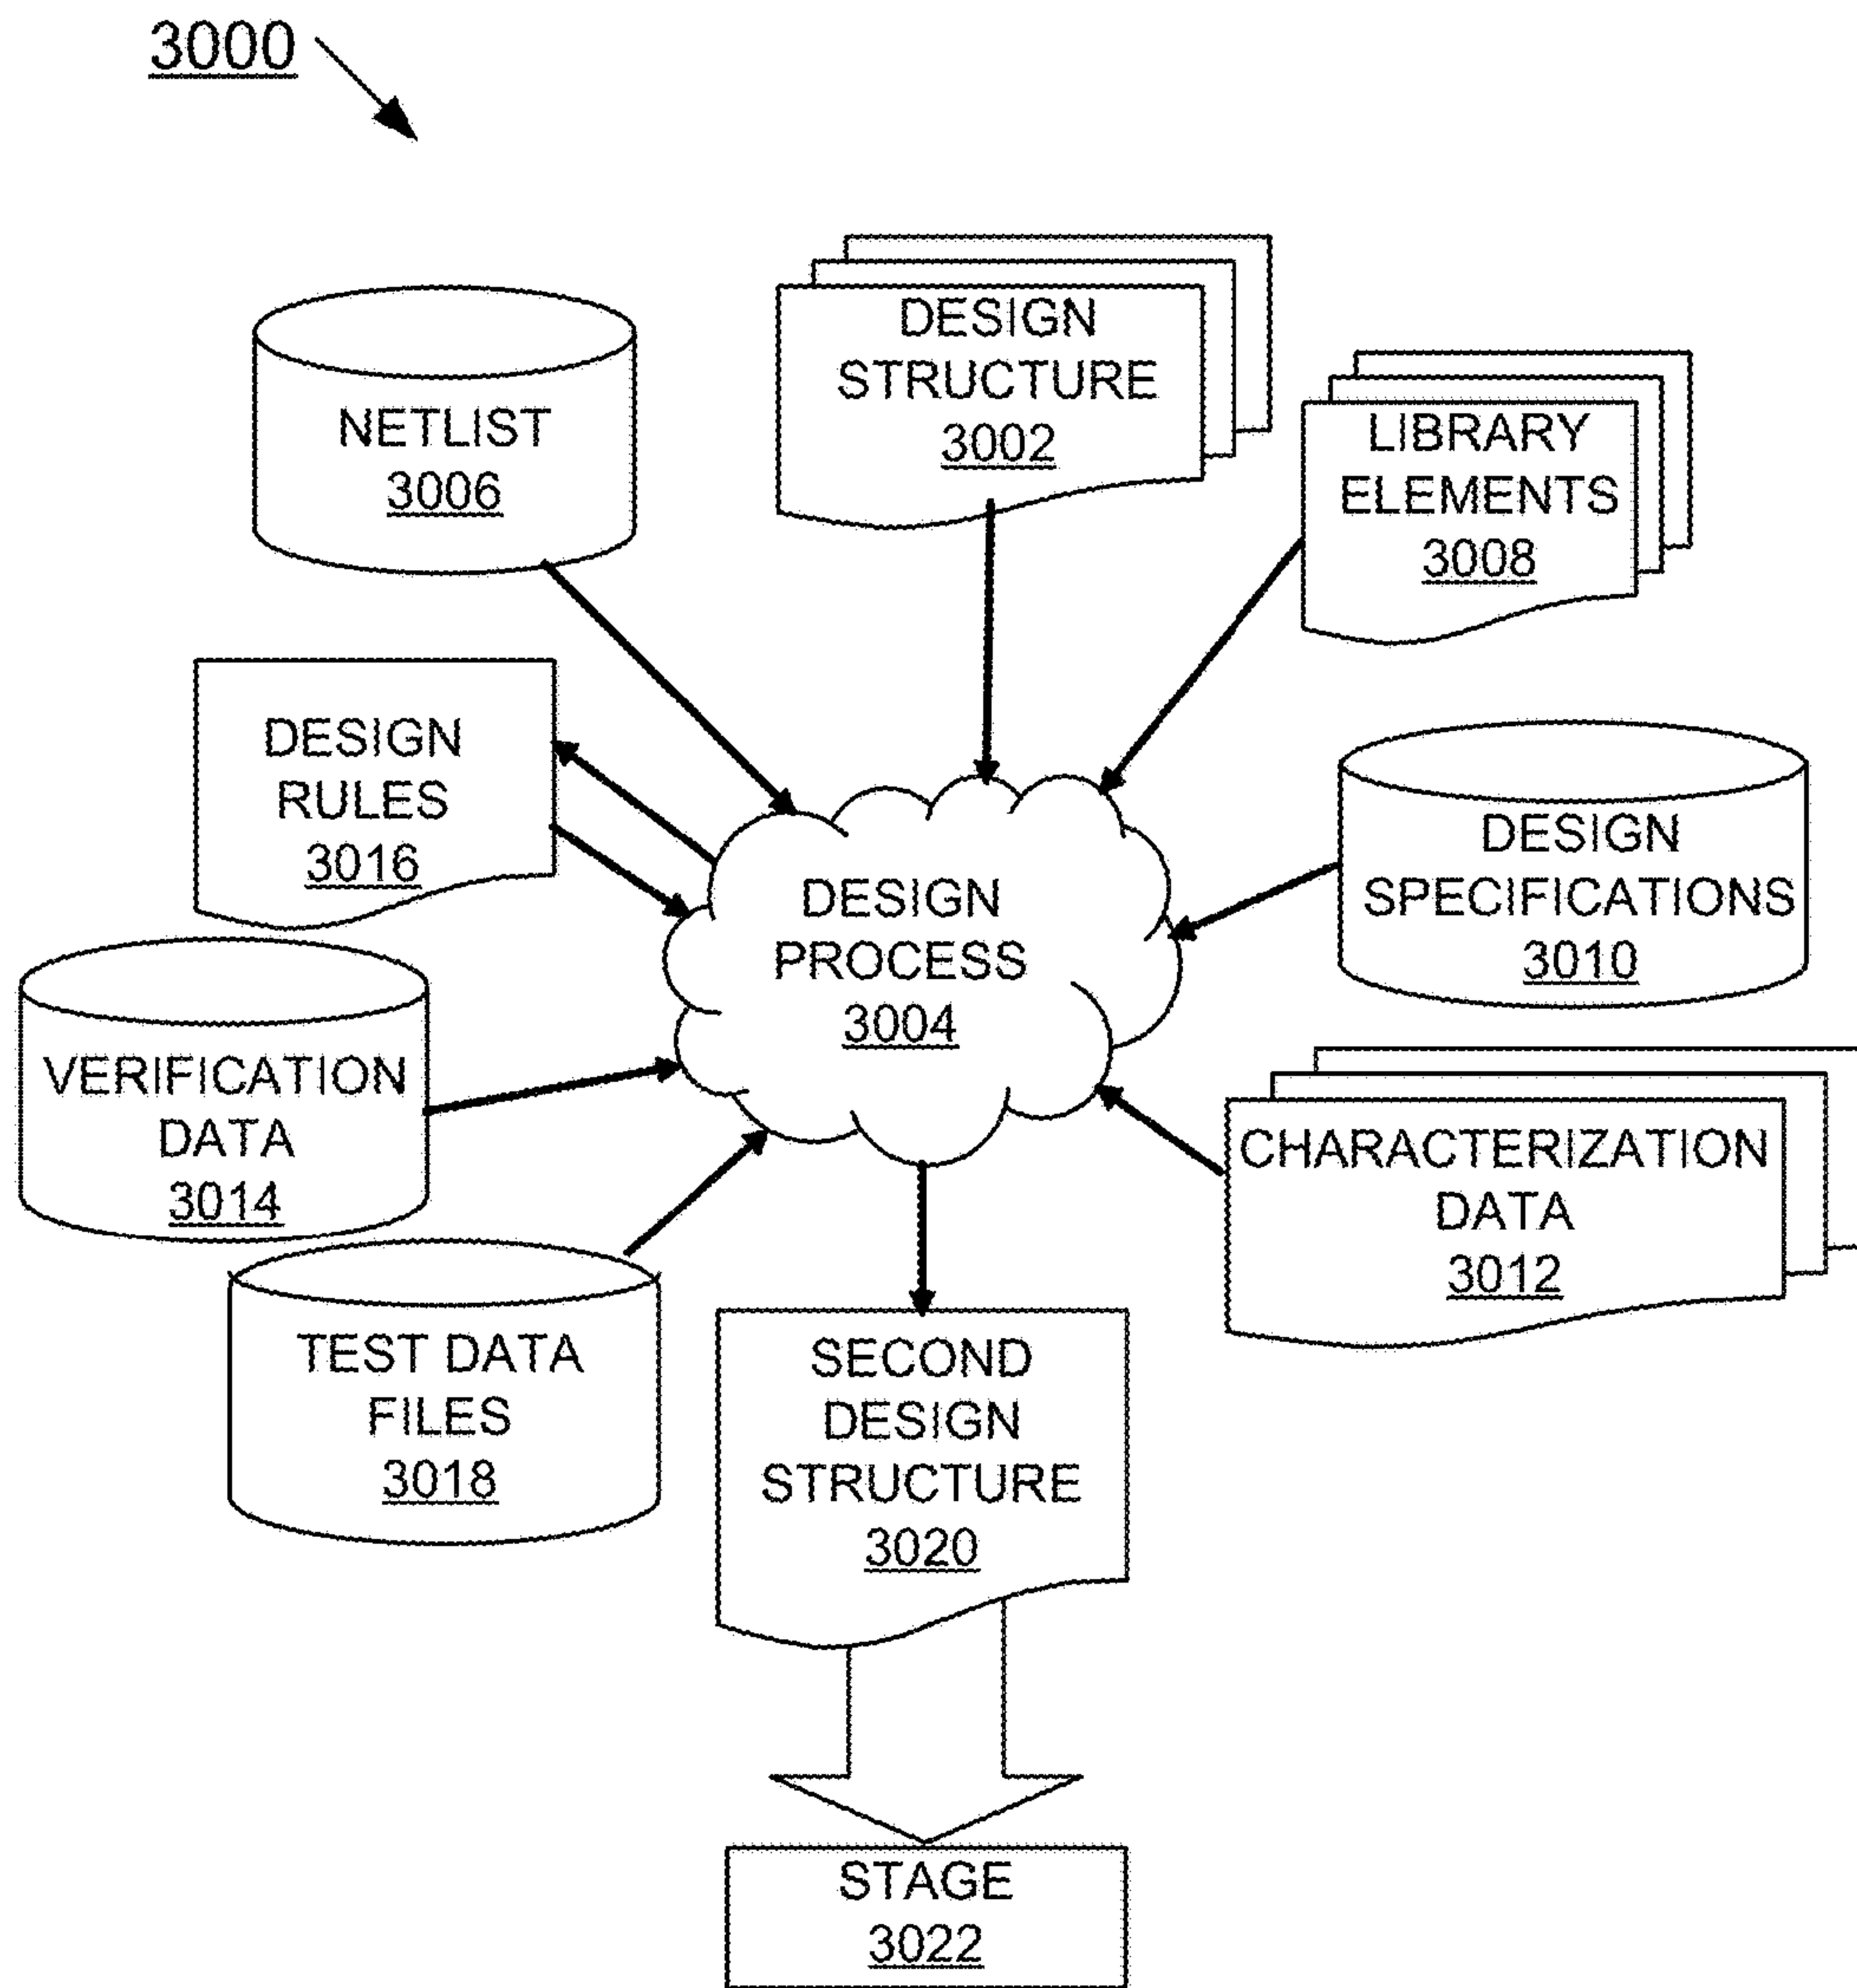 3000
DESIGN
STRUCTURE
3002
NETLIST
3006
LIBRARY
ELEMENTS
3008
DESIGN
RULES
3016
DESIGN
SPECIFICATIONS
3010
DESIGN
PROCESS
3004
VERIFICATION
DATA
3014
CHARACTERIZATION
DATA
3012
TEST DATA
FILES
3018
SECOND
DESIGN
STRUCTURE
3020
STAGE
3022